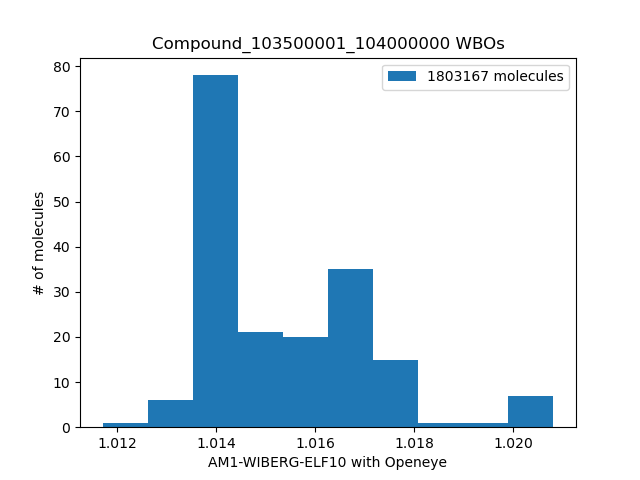 Compound_103500001_104000000 WBOs
1803167 molecules
80
70
60
50
40
30
20
10
0
# of molecules
1.012 1.014 1.016 1.018 1.020
AM1-WIBERG-ELF10 with Openeye